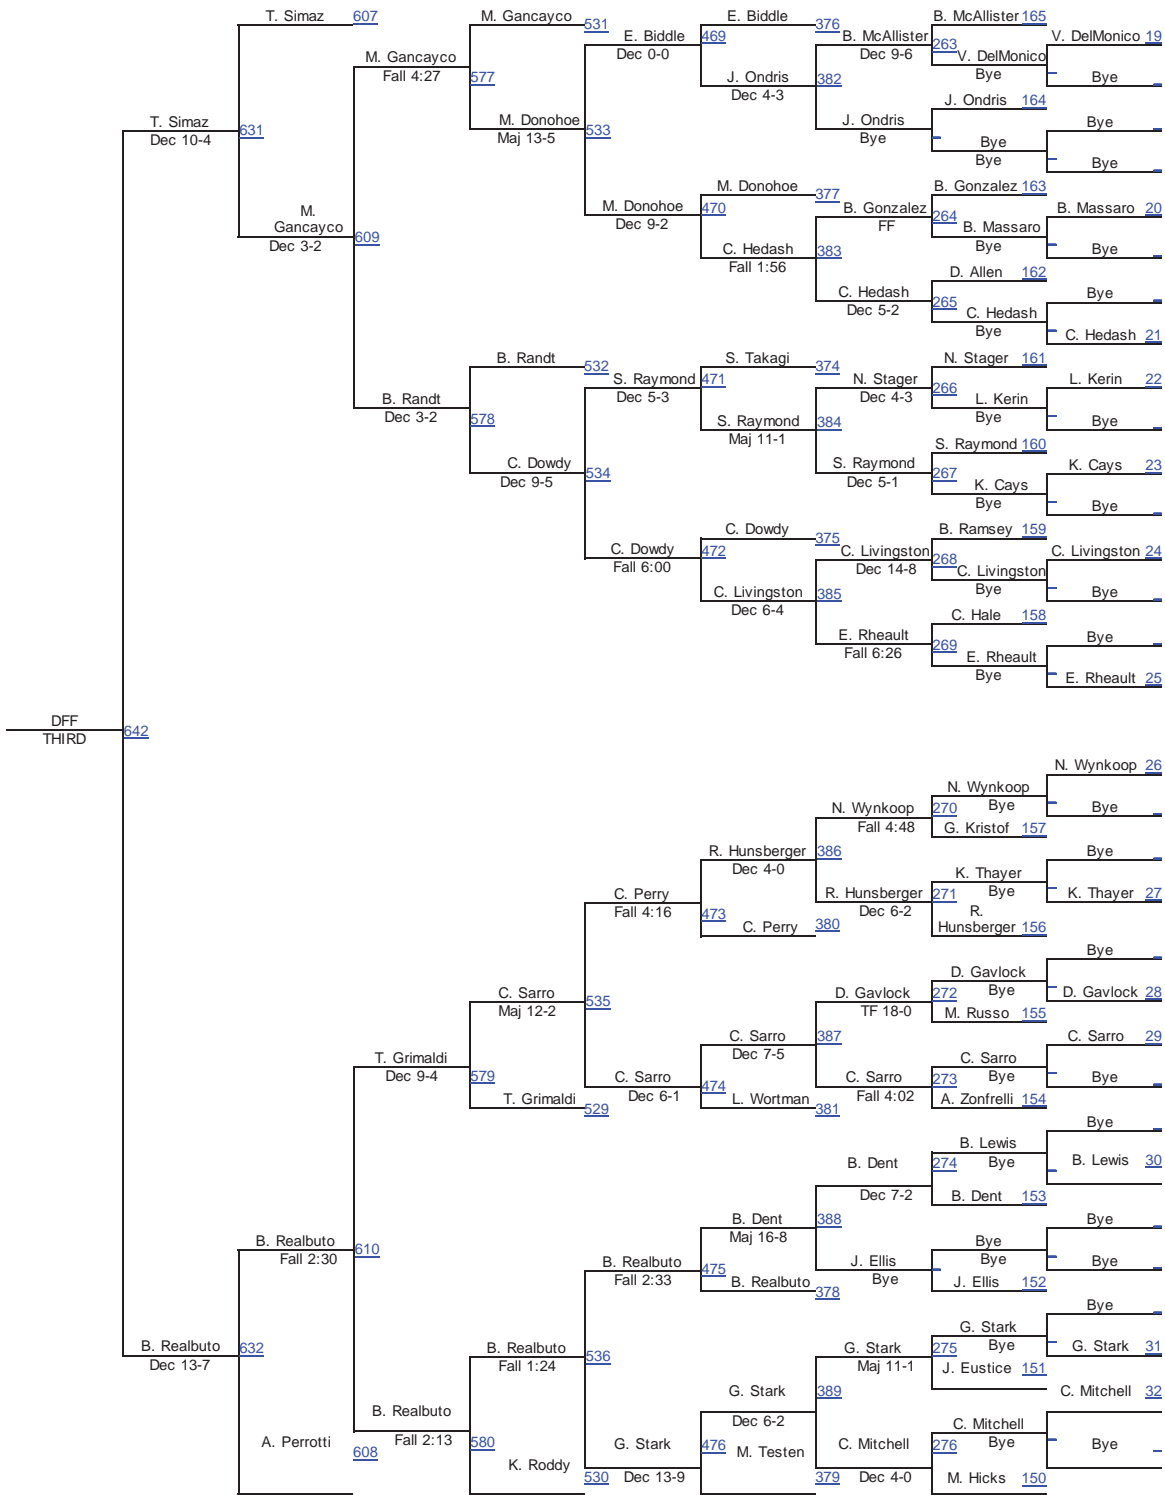 T. Simaz 607
M. Gancayco 531
E. Biddle 376
B. McAllister 165
V. DelMonico 19
E. Biddle 469
Dec 0-0
B. McAllister 263
Dec 9-6
V. DelMonico
Bye
Bye
M. Gancayco 577
Fall 4:27
J. Ondris 382
Dec 4-3
J. Ondris 164
T. Simaz 631
Dec 10-4
M. Donohoe 533
Maj 13-5
J. Ondris
Bye
Bye
Bye
Bye
Bye
M. Donohoe 377
B. Gonzalez 163
B. Massaro 20
M.
Gancayco 609
Dec 3-2
M. Donohoe 470
Dec 9-2
B. Gonzalez 264
FF
B. Massaro
Bye
Bye
C. Hedash 383
Fall 1:56
D. Allen 162
C. Hedash 265
Dec 5-2
Bye
C. Hedash
Bye
C. Hedash 21
B. Randt 532
S. Takagi 374
N. Stager 161
S. Raymond 471
Dec 5-3
N. Stager 266
Dec 4-3
L. Kerin 22
L. Kerin
Bye
Bye
B. Randt 578
Dec 3-2
S. Raymond 384
Maj 11-1
S. Raymond 160
C. Dowdy 534
Dec 9-5
S. Raymond 267
Dec 5-1
K. Cays 23
K. Cays
Bye
Bye
C. Dowdy 375
B. Ramsey 159
C. Dowdy 472
Fall 6:00
C. Livingston 268
Dec 14-8
C. Livingston 24
C. Livingston
Bye
Bye
C. Livingston 385
Dec 6-4
C. Hale 158
E. Rheault 269
Fall 6:26
Bye
E. Rheault
Bye
E. Rheault 25
DFF 642
THIRD
N. Wynkoop 26
N. Wynkoop
Bye
Bye
N. Wynkoop 270
Fall 4:48
G. Kristof 157
R. Hunsberger 386
Dec 4-0
Bye
K. Thayer
Bye
K. Thayer 27
C. Perry 473
Fall 4:16
R. Hunsberger 271
Dec 6-2
R.
Hunsberger 156
C. Perry 380
Bye
D. Gavlock
Bye
D. Gavlock 28
C. Sarro 535
Maj 12-2
D. Gavlock 272
TF 18-0
M. Russo 155
C. Sarro 387
Dec 7-5
C. Sarro 29
C. Sarro
Bye
Bye
T. Grimaldi 579
Dec 9-4
C. Sarro 474
Dec 6-1
C. Sarro 273
Fall 4:02
T. Grimaldi 529
L. Wortman 381
A. Zonfrelli 154
Bye
B. Lewis
Bye
B. Lewis 30
B. Dent 274
Dec 7-2
B. Dent 153
B. Dent 388
Maj 16-8
Bye
Bye
Bye
Bye
B. Realbuto 610
Fall 2:30
B. Realbuto 475
Fall 2:33
J. Ellis
Bye
J. Ellis 152
B. Realbuto 378
Bye
G. Stark
Bye
G. Stark 31
B. Realbuto 632
Dec 13-7
B. Realbuto 536
Fall 1:24
G. Stark 275
Maj 11-1
J. Eustice 151
G. Stark 389
Dec 6-2
C. Mitchell 32
B. Realbuto 580
Fall 2:13
C. Mitchell
Bye
Bye
A. Perrotti 608
G. Stark 476
Dec 13-9
M. Testen 379
C. Mitchell 276
Dec 4-0
K. Roddy 530
M. Hicks 150